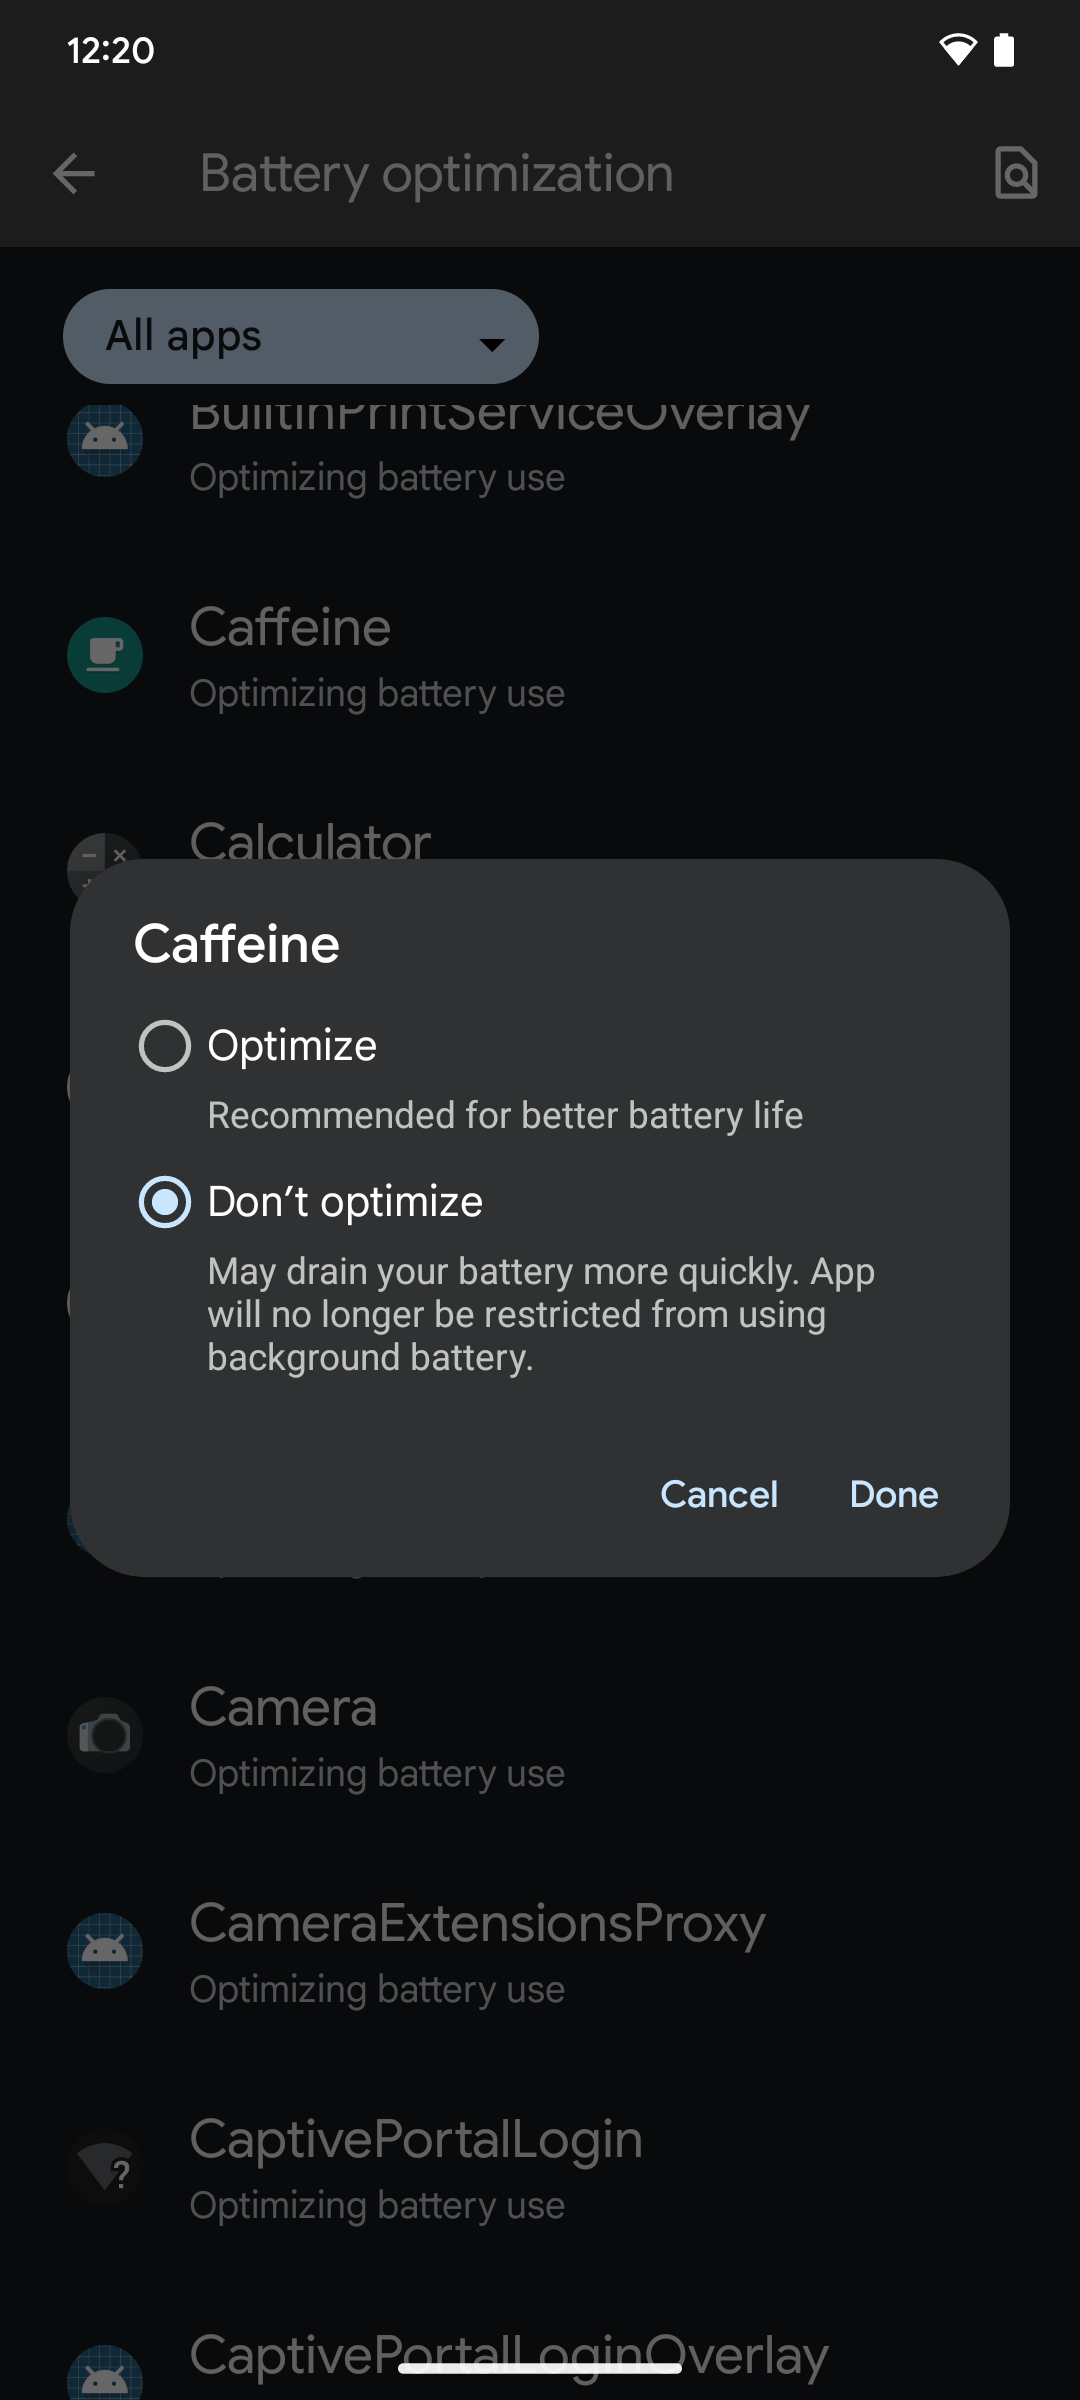 12:20
Battery optimization
All apps
BuiltInPrintServiceOverlay
Optimizing battery use
Caffeine
Optimizing battery use
Calculator
Caffeine
Optimize
Recommended for better battery life
Don’t optimize
May drain your battery more quickly. App
will no longer be restricted from using
background battery.
Cancel Done
Camera
Optimizing battery use
CameraExtensionsProxy
Optimizing battery use
CaptivePortalLogin
Optimizing battery use
CaptivePortalLoginOverlay